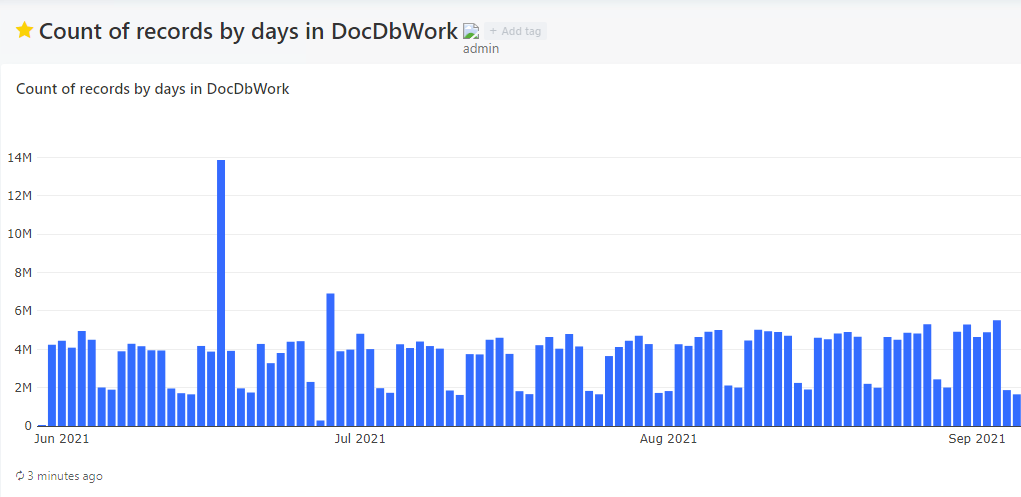 Count of records by days in DocDbWork + Add tag
admin
Count of records by days in DocDbWork
14M
12M
10M
8M
6M
4M
2M
0
Jun 2021 Jul 2021 Aug 2021 Sep 2021
3 minutes ago